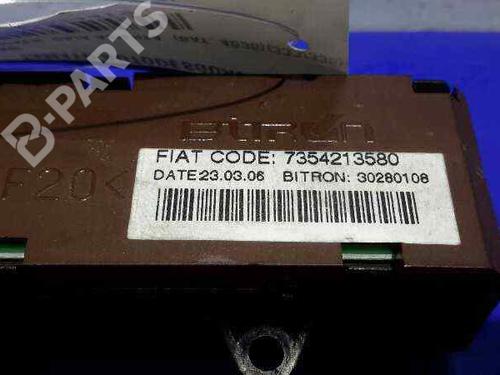 B-PARTS
BITRON
F20<
FIAT CODE: 7354213580
DATE 23.03.06 BITRON: 30280108